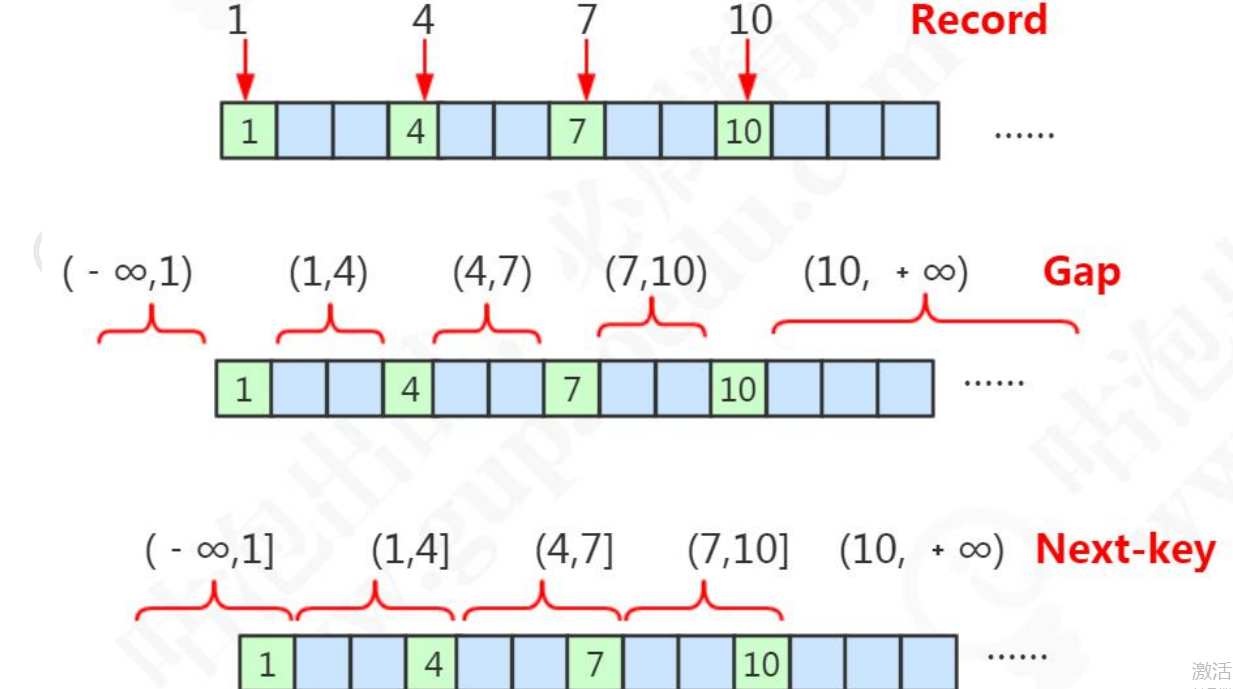 1 4 7 10 Record
1 4 7 10 ......
( - ∞,1) (1,4) (4,7) (7,10) (10, + ∞) Gap
1 4 7 10 ......
( - ∞,1] (1,4] (4,7] (7,10] (10, + ∞) Next-key
1 4 7 10 ......
激活